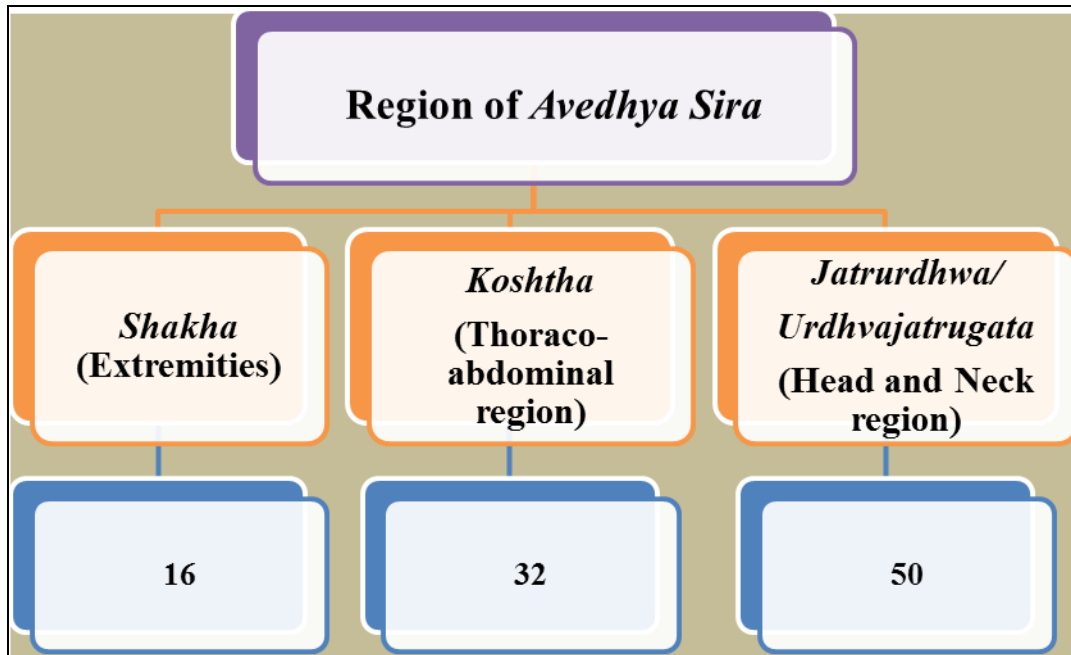 Region of Avedhya Sira
Shakha
(Extremities)
Koshtha
(Thoraco-
abdominal
region)
Jatrurdhwa/
Urdhvajatrugata
(Head and Neck
region)
16
32
50